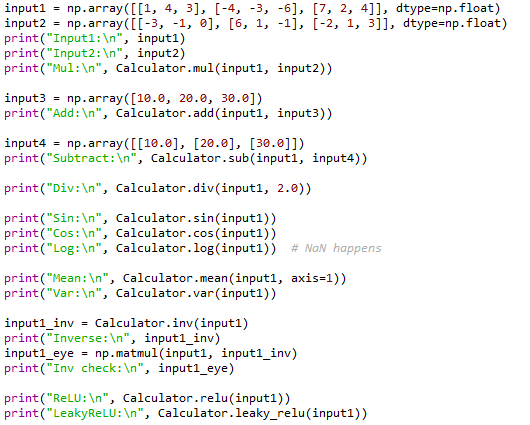 input1 = np.array([[1, 4, 3], [-4, -3, -6], [7, 2, 4]], dtype=np.float)
input2 = np.array([[-3, -1, 0], [6, 1, -1], [-2, 1, 3]], dtype=np.float)
print("Input1:\n", input1)
print("Input2:\n", input2)
print("Mul:\n", Calculator.mul(input1, input2))
input3 = np.array([10.0, 20.0, 30.0])
print("Add:\n", Calculator.add(input1, input3))
input4 = np.array([[10.0], [20.0], [30.0]])
print("Subtract:\n", Calculator.sub(input1, input4))
print("Div:\n", Calculator.div(input1, 2.0))
print("Sin:\n", Calculator.sin(input1))
print("Cos:\n", Calculator.cos(input1))
print("Log:\n", Calculator.log(input1))  # NaN happens
print("Mean:\n", Calculator.mean(input1, axis=1))
print("Var:\n", Calculator.var(input1))
input1_inv = Calculator.inv(input1)
print("Inverse:\n", input1_inv)
input1_eye = np.matmul(input1, input1_inv)
print("Inv check:\n", input1_eye)
print("ReLU:\n", Calculator.relu(input1))
print("LeakyReLU:\n", Calculator.leaky_relu(input1))